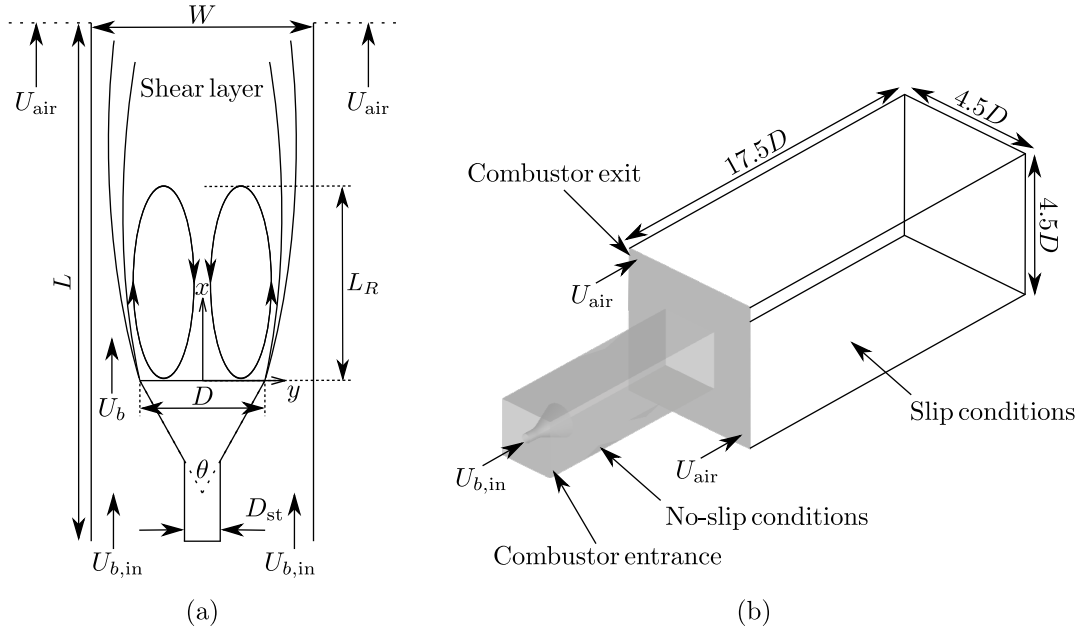 W
U_air
U_air
Shear layer
L
x
L_R
D
y
U_b
θ
D_st
U_b,in
U_b,in
(a)
17.5D
4.5D
4.5D
Combustor exit
U_air
Slip conditions
U_air
U_b,in
No-slip conditions
Combustor entrance
(b)